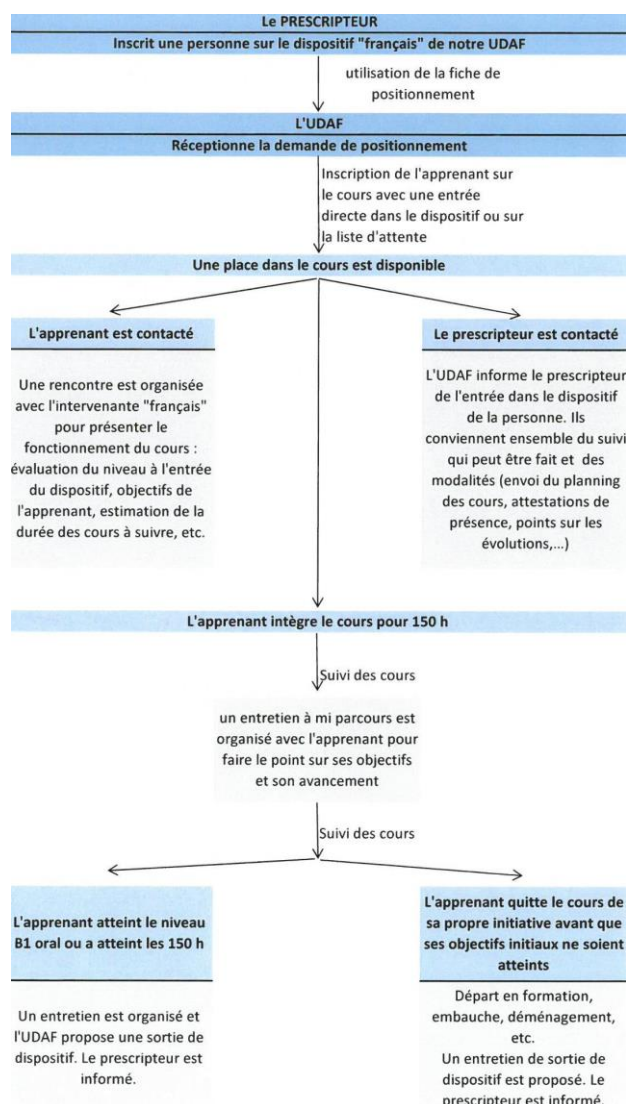 Le PRESCRIPTEUR
Inscrit une personne sur le dispositif "français" de notre UDAF
utilisation de la fiche de
positionnement
L'UDAF
Réceptionne la demande de positionnement
Inscription de l'apprenant sur
le cours avec une entrée
directe dans le dispositif ou sur
la liste d'attente
Une place dans le cours est disponible
L'apprenant est contacté
Une rencontre est organisée
avec l'intervenante "français"
pour présenter le
fonctionnement du cours :
évaluation du niveau à l'entrée
du dispositif, objectifs de
l'apprenant, estimation de la
durée des cours à suivre, etc.
Le prescripteur est contacté
L'UDAF informe le prescripteur
de l'entrée dans le dispositif
de la personne. Ils
conviennent ensemble du suivi
qui peut être fait et des
modalités (envoi du planning
des cours, attestations de
présence, points sur les
évolutions,...)
L'apprenant intègre le cours pour 150 h
Suivi des cours
un entretien à mi parcours est
organisé avec l'apprenant pour
faire le point sur ses objectifs
et son avancement
Suivi des cours
L'apprenant atteint le niveau
B1 oral ou a atteint les 150 h
Un entretien est organisé et
l'UDAF propose une sortie de
dispositif. Le prescripteur est
informé.
L'apprenant quitte le cours de
sa propre initiative avant que
ses objectifs initiaux ne soient
atteints
Départ en formation,
embauche, déménagement,
etc.
Un entretien de sortie de
dispositif est proposé. Le
prescripteur est informé.